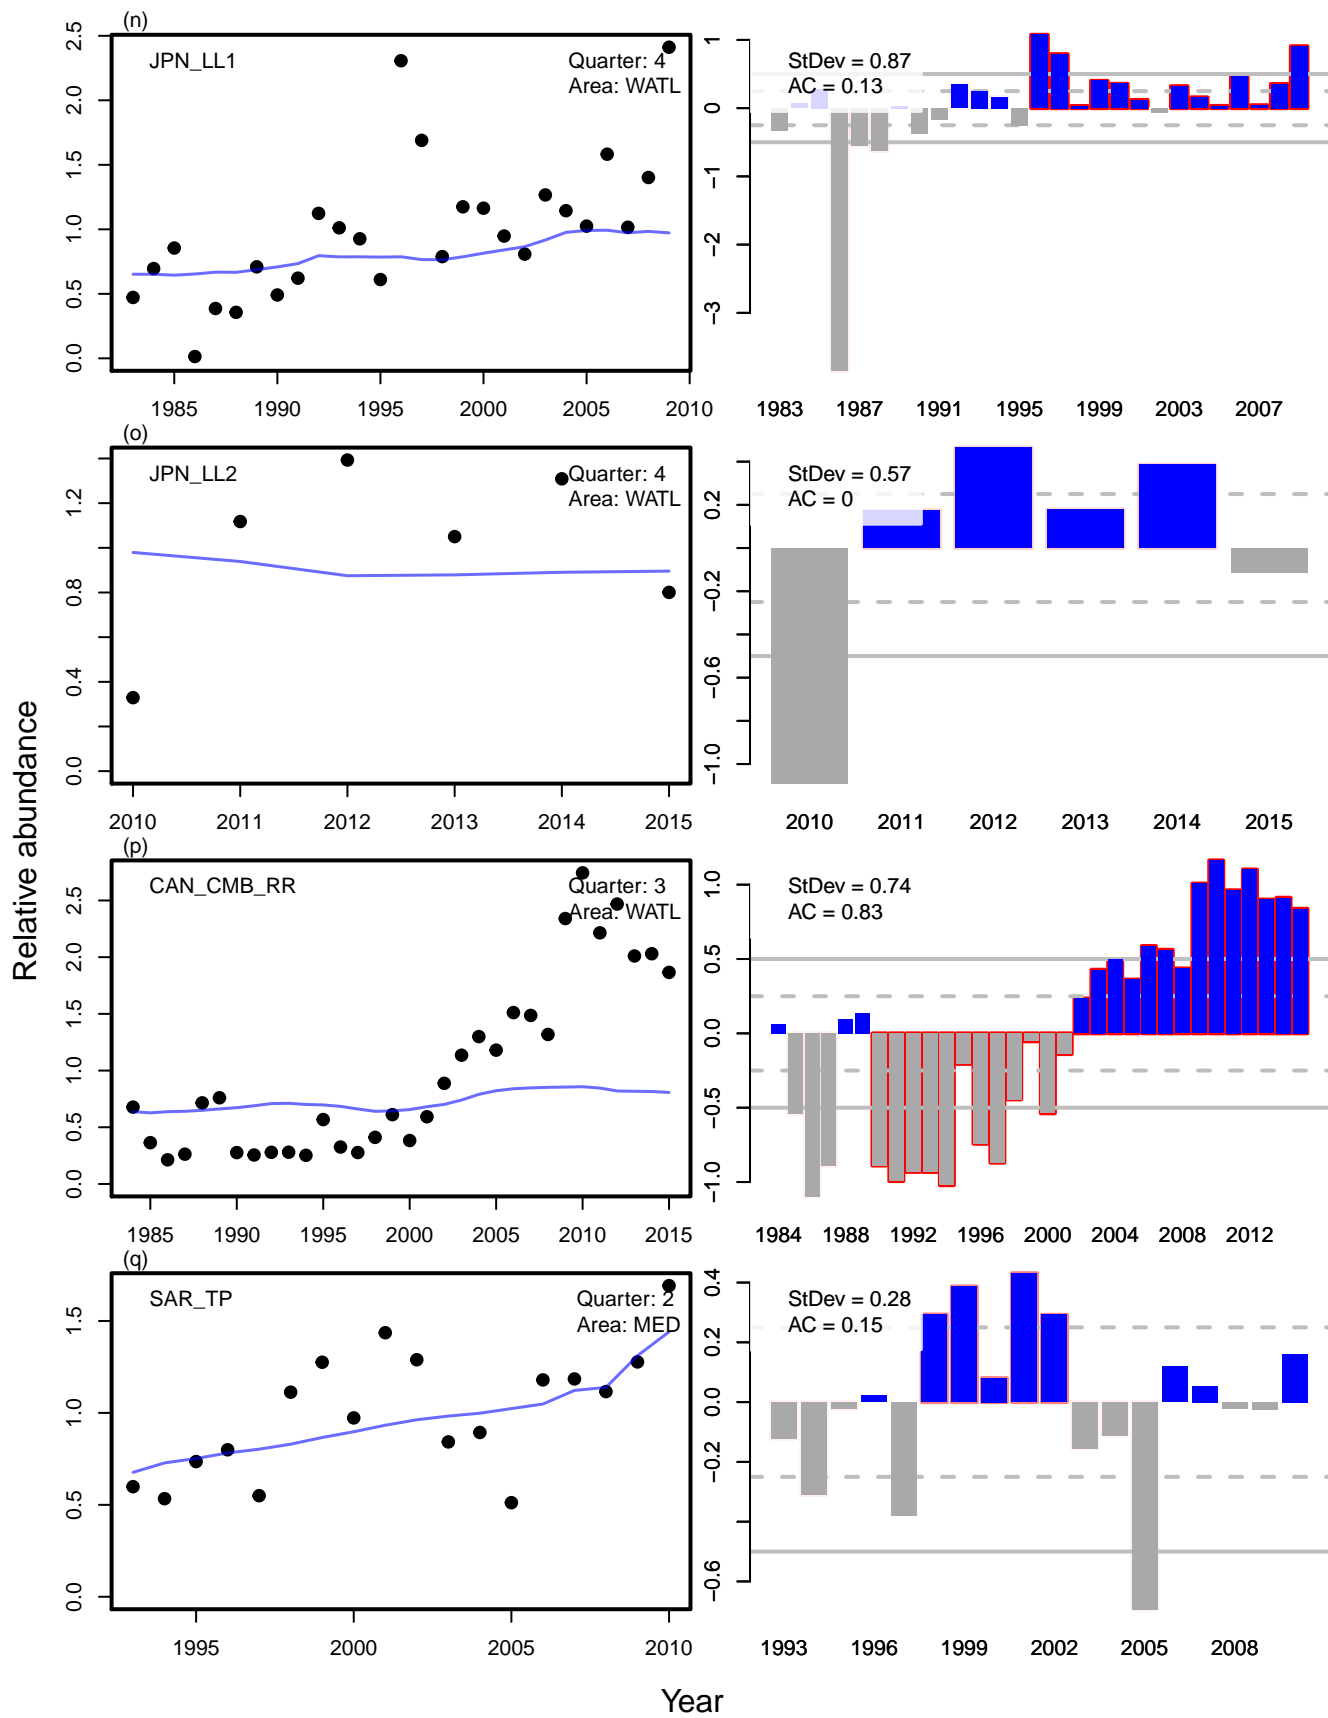 (n)
JPN_LL1
Quarter: 4
Area: WATL
0.0 0.5 1.0 1.5 2.0 2.5
1985 1990 1995 2000 2005 2010
StDev = 0.87
AC = 0.13
−3 −2 −1 0 1
1983 1987 1991 1995 1999 2003 2007
(o)
JPN_LL2
Quarter: 4
Area: WATL
0.0 0.4 0.8 1.2
2010 2011 2012 2013 2014 2015
StDev = 0.57
AC = 0
−1.0 −0.6 −0.2 0.2
2010 2011 2012 2013 2014 2015
(p)
CAN_CMB_RR
Quarter: 3
Area: WATL
0.0 0.5 1.0 1.5 2.0 2.5
1985 1990 1995 2000 2005 2010 2015
StDev = 0.74
AC = 0.83
−1.0 −0.5 0.0 0.5 1.0
1984 1988 1992 1996 2000 2004 2008 2012
(q)
SAR_TP
Quarter: 2
Area: MED
0.0 0.5 1.0 1.5
1995 2000 2005 2010
StDev = 0.28
AC = 0.15
−0.6 −0.2 0.0 0.2 0.4
1993 1996 1999 2002 2005 2008
Relative abundance
Year